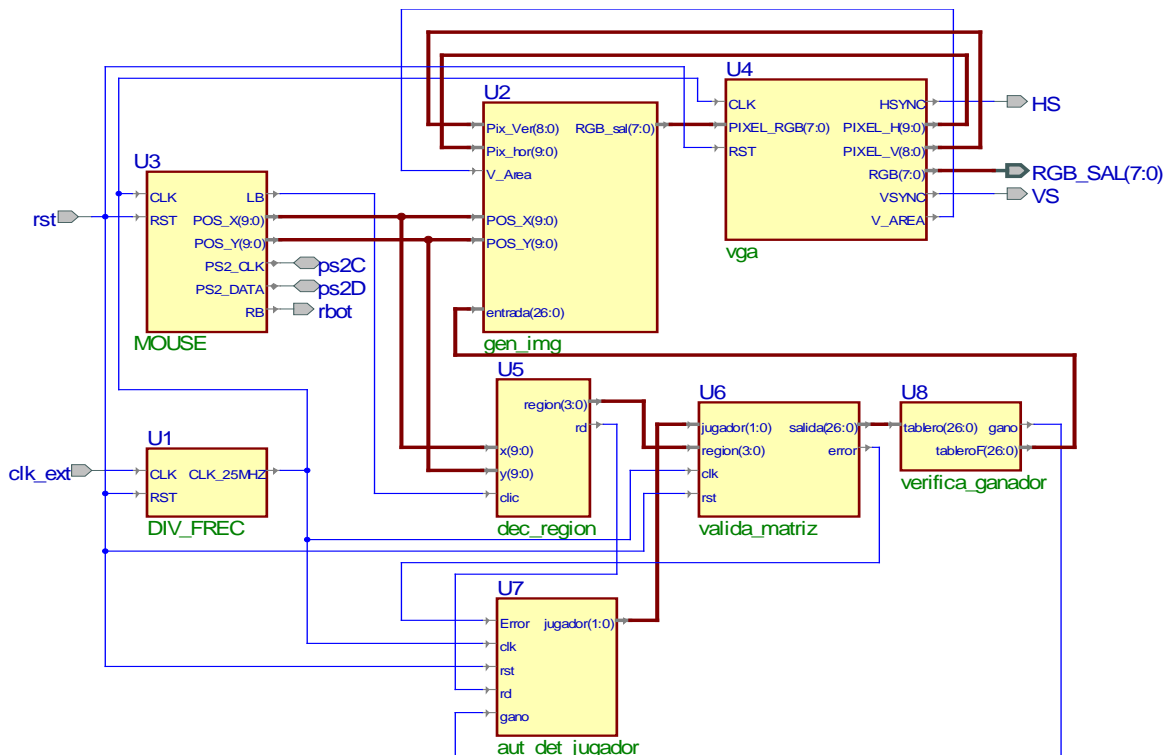 U4
CLK
HSYNC
PIXEL_RGB(7:0)
PIXEL_H(9:0)
RST
PIXEL_V(8:0)
RGB(7:0)
VSYNC
V_AREA
vga
HS
RGB_SAL(7:0)
VS
U2
Pix_Ver(8:0)
RGB_sal(7:0)
Pix_hor(9:0)
V_Area
POS_X(9:0)
POS_Y(9:0)
entrada(26:0)
gen_img
U3
CLK
LB
RST
POS_X(9:0)
POS_Y(9:0)
PS2_CLK
PS2_DATA
RB
MOUSE
rst
ps2C
ps2D
rbot
U1
CLK
CLK_25MHZ
RST
DIV_FREC
clk_ext
U5
region(3:0)
rd
x(9:0)
y(9:0)
clic
dec_region
U6
jugador(1:0)
salida(26:0)
region(3:0)
error
clk
rst
valida_matriz
U8
tablero(26:0)
gano
tableroF(26:0)
verifica_ganador
U7
Error
jugador(1:0)
clk
rst
rd
gano
aut_det_jugador